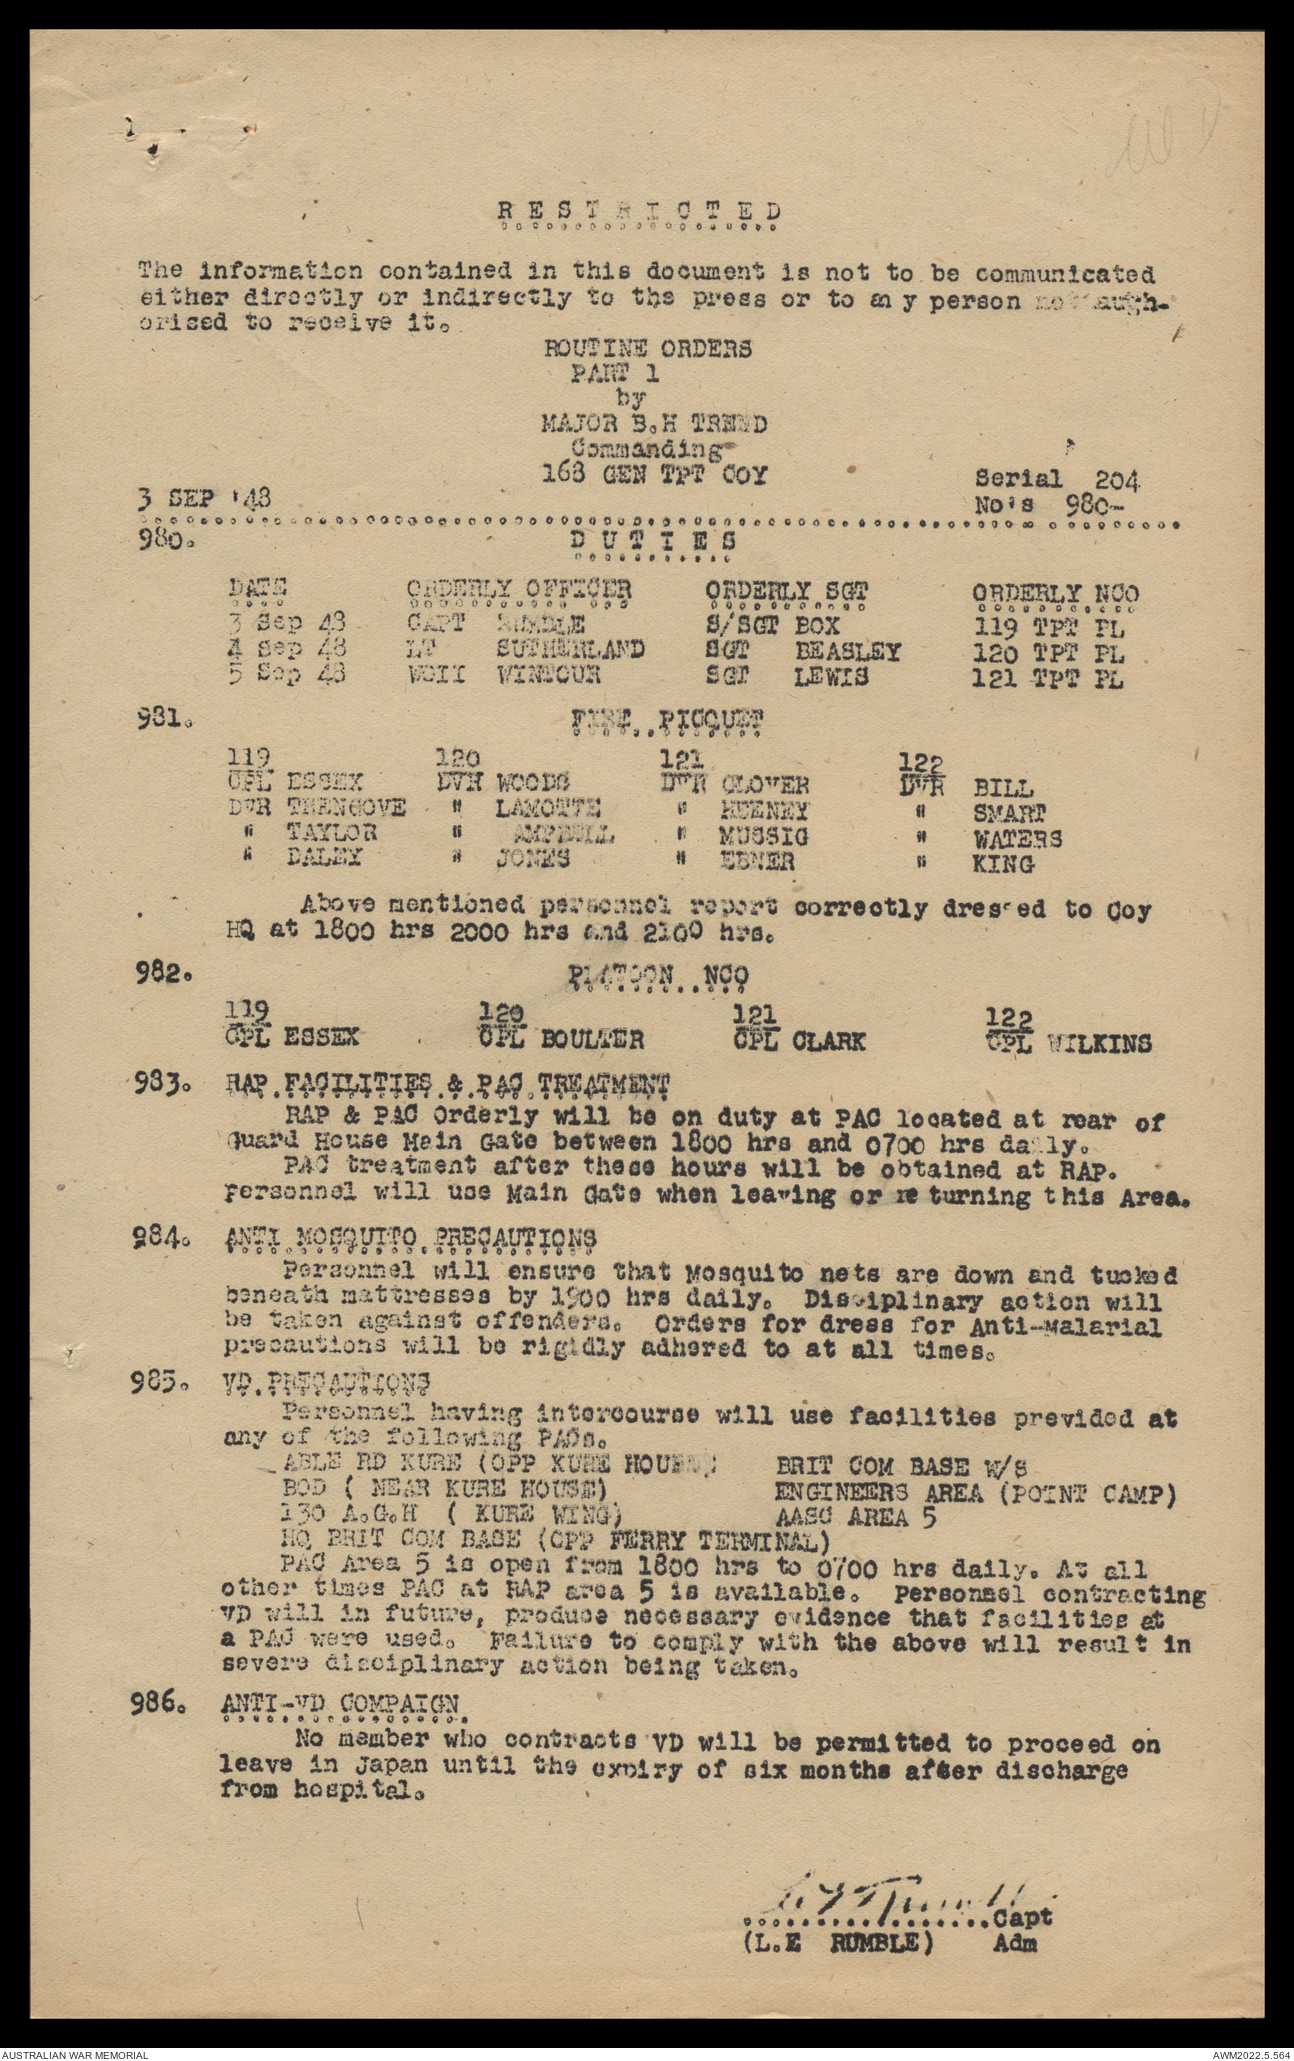 R E S T R I C T E D
The information contained in this document is not to be communicated
either directly or indirectly to the press or to any person not augh-
orised to receive it.
ROUTINE ORDERS
PART 1
by
MAJOR B.H TREND
Commanding
168 GEN TPT COY
Serial 204
3 SEP '48 No's 980-
980. D U T I E S
DATE ORDERLY OFFICER ORDERLY SGT ORDERLY NCO
3 Sep 48 CAPT RUMBLE S/SGT BOX 119 TPT PL
4 Sep 48 LT SUTHERLAND SGT BEASLEY 120 TPT PL
5 Sep 48 WOII WINTOUR SGT LEWIS 121 TPT PL
981. FIRE PICQUET
119 120 121 122
CPL ESSEX DVR WOODS DVR GLOVER DVR BILL
DVR TRENGOVE " LAMOTTE " HEENEY " SMART
" TAYLOR " AMPBELL " MUSSIG " WATERS
" DALEY " JONES " EBNER " KING
Above mentioned personnel report correctly dressed to Coy
HQ at 1800 hrs 2000 hrs and 2100 hrs.
982. PLATOON NCO
119 120 121 122
CPL ESSEX CPL BOULTER CPL CLARK CPL WILKINS
983. RAP FACILITIES & PAC TREATMENT
RAP & PAC Orderly will be on duty at PAC located at rear of
Guard House Main Gate between 1800 hrs and 0700 hrs daily.
PAC treatment after these hours will be obtained at RAP.
Personnel will use Main Gate when leaving or re turning this Area.
984. ANTI MOSQUITO PRECAUTIONS
Personnel will ensure that Mosquito nets are down and tucked
beneath mattresses by 1900 hrs daily. Disciplinary action will
be taken against offenders. Orders for dress for Anti-Malarial
precautions will be rigidly adhered to at all times.
985. VD PRECAUTIONS
Personnel having intercourse will use facilities previded at
any of the following PACs.
ABLE RD KURE (OPP KURE HOUSE) BRIT COM BASE W/S
BOD ( NEAR KURE HOUSE) ENGINEERS AREA (POINT CAMP)
130 A.G.H ( KURE WING) AASC AREA 5
HQ BRIT COM BASE (OPP FERRY TERMINAL)
PAC Area 5 is open from 1800 hrs to 0700 hrs daily. At all
other times PAC at RAP area 5 is available. Personnel contracting
VD will in future, produce necessary evidence that facilities at
a PAC were used. Failure to comply with the above will result in
severe disciplinary action being taken.
986. ANTI-VD COMPAIGN
No member who contracts VD will be permitted to proceed on
leave in Japan until the expiry of six months after discharge
from hospital.
.................Capt
(L.E RUMBLE) Adm
AUSTRALIAN WAR MEMORIAL AWM2022.5.564